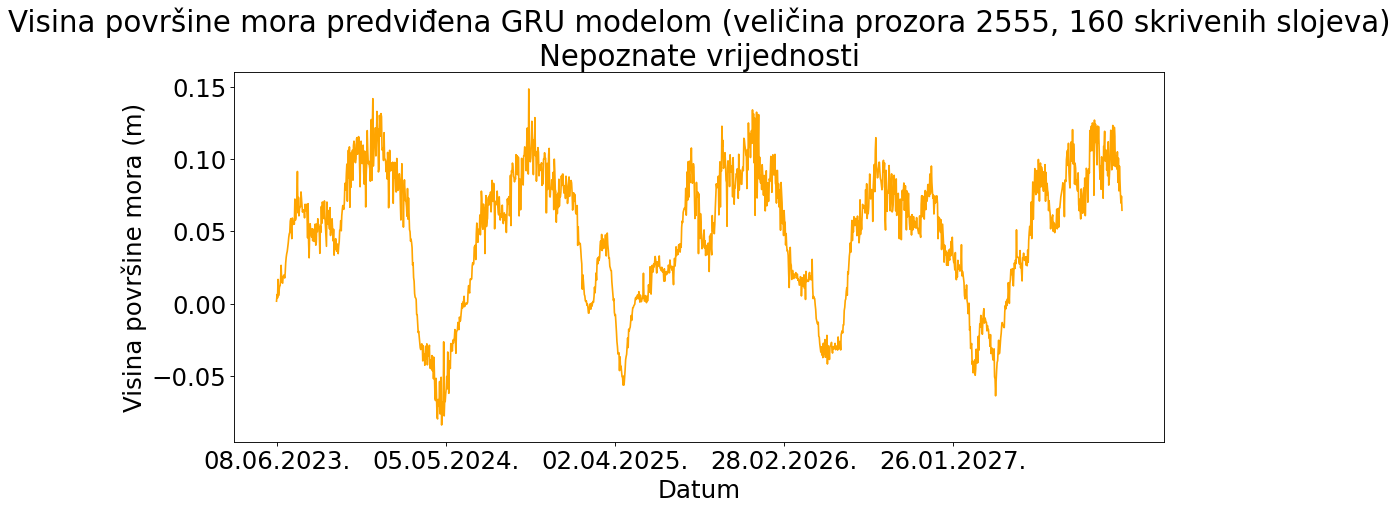 Visina površine mora predviđena GRU modelom (veličina prozora 2555, 160 skrivenih slojeva)
Nepoznate vrijednosti
0.15
0.10
0.05
0.00
−0.05
Visina površine mora (m)
08.06.2023. 05.05.2024. 02.04.2025. 28.02.2026. 26.01.2027.
Datum